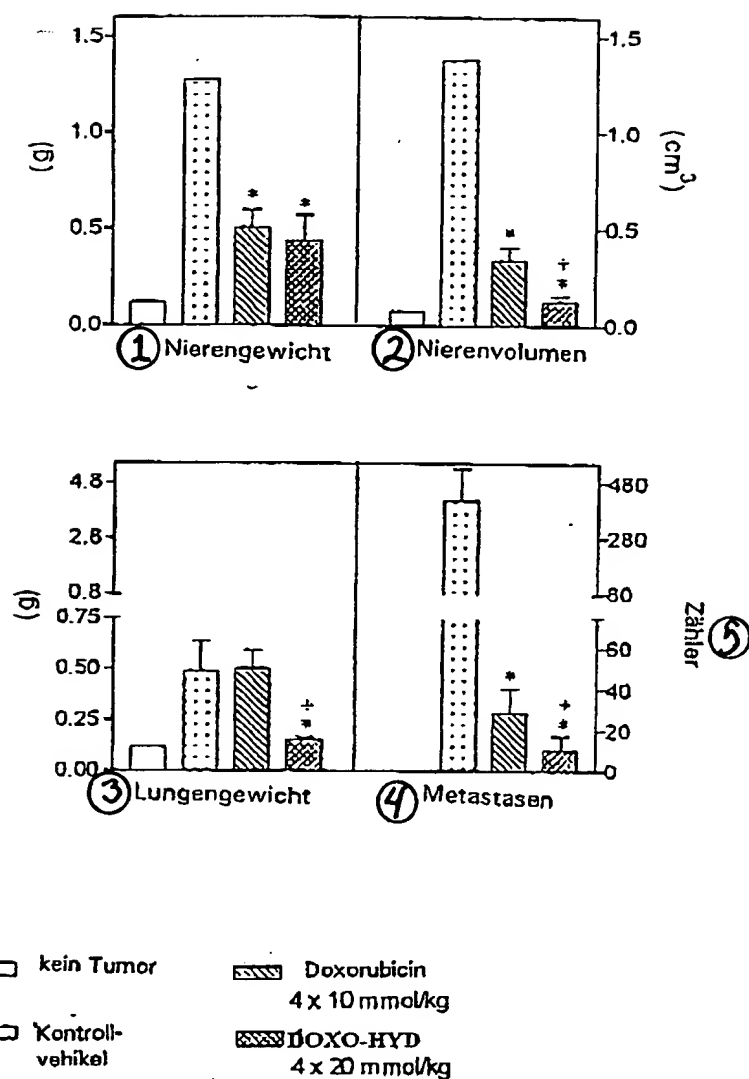 1.5 1.5
1.0 1.0
(g) (cm³)
* *
0.5 0.5
* ÷ *
0.0 0.0
① Nierengewicht ② Nierenvolumen
4.8 480
2.8 280
0.8 80
(g)
0.75
60
0.50 * 40
÷ * ÷ *
0.25 20
0.00 0
Zähler ⑤
③ Lungengewicht ④ Metastasen
kein Tumor Doxorubicin
4 x 10 mmol/kg
Kontroll- DOXO-HYD
vehikel 4 x 20 mmol/kg